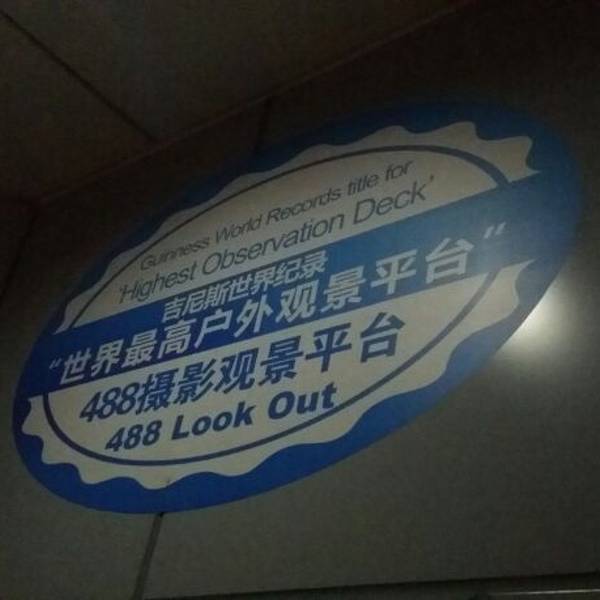 Guinness World Records title for
'Highest Observation Deck'
吉尼斯世界纪录
“世界最高户外观景平台”
488摄影观景平台
488 Look Out